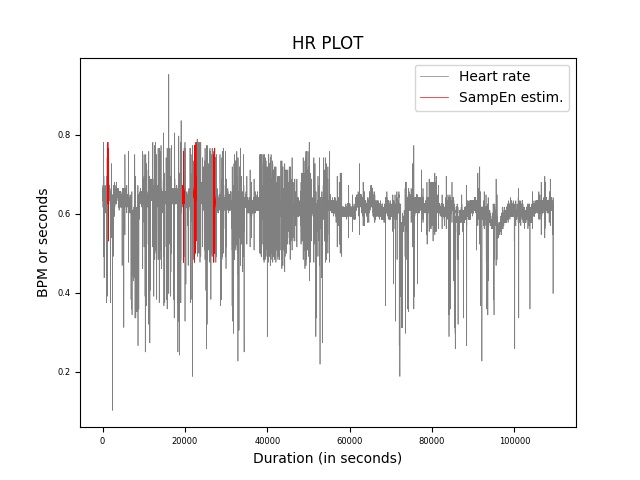 HR PLOT
Heart rate
SampEn estim.
BPM or seconds
0.8
0.6
0.4
0.2
0 20000 40000 60000 80000 100000
Duration (in seconds)